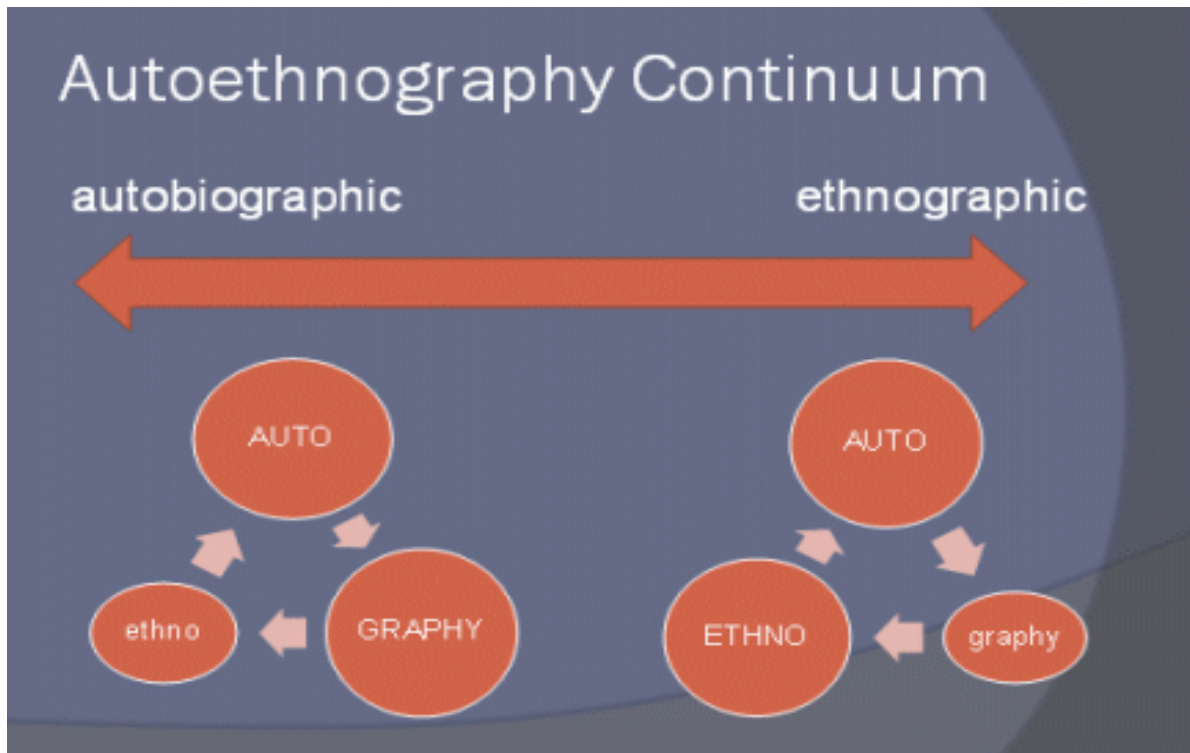 Autoethnography Continuum
autobiographic
ethnographic
AUTO
GRAPHY
ethno
AUTO
graphy
ETHNO